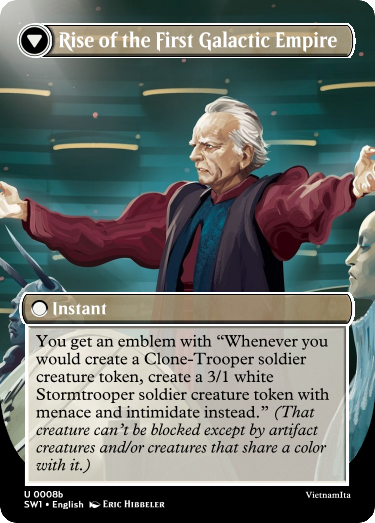 Rise of the First Galactic Empire
Instant
You get an emblem with “Whenever you
would create a Clone-Trooper soldier
creature token, create a 3/1 white
Stormtrooper soldier creature token with
menace and intimidate instead.” (That
creature can't be blocked except by artifact
creatures and/or creatures that share a color
with it.)
U 0008b
SW1 • English Eric Hibbeler
VietnamIta